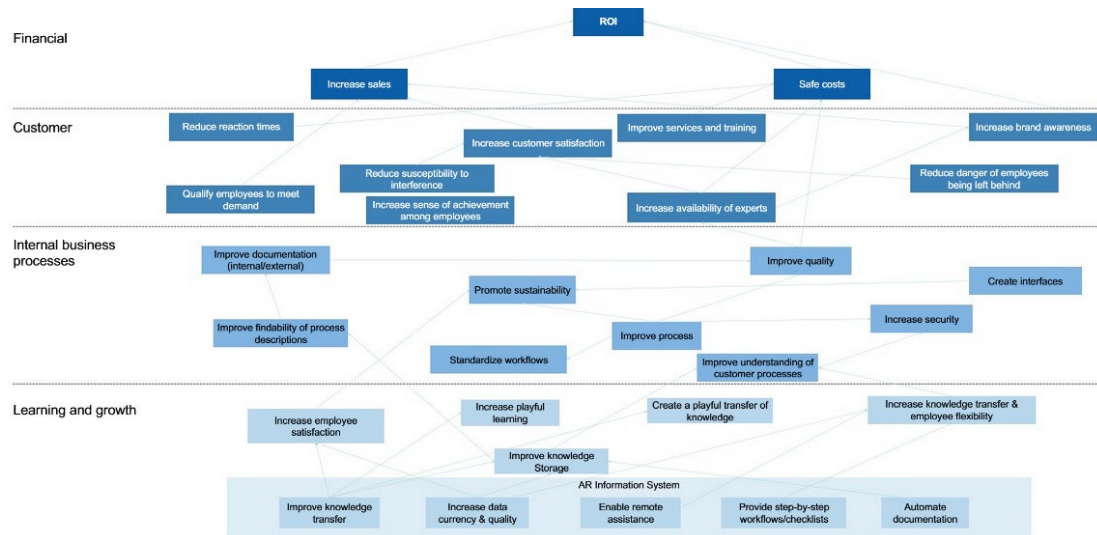 Financial
ROI
Increase sales
Safe costs
Customer
Reduce reaction times
Improve services and training
Increase brand awareness
Increase customer satisfaction
Reduce susceptibility to
interference
Reduce danger of employees
being left behind
Qualify employees to meet
demand
Increase sense of achievement
among employees
Increase availability of experts
Internal business
processes
Improve documentation
(internal/external)
Improve quality
Promote sustainability
Create interfaces
Improve findability of process
descriptions
Improve process
Increase security
Standardize workflows
Improve understanding of
customer processes
Learning and growth
Increase employee
satisfaction
Increase playful
learning
Create a playful transfer of
knowledge
Increase knowledge transfer &
employee flexibility
Improve knowledge
Storage
AR Information System
Improve knowledge
transfer
Increase data
currency & quality
Enable remote
assistance
Provide step-by-step
workflows/checklists
Automate
documentation